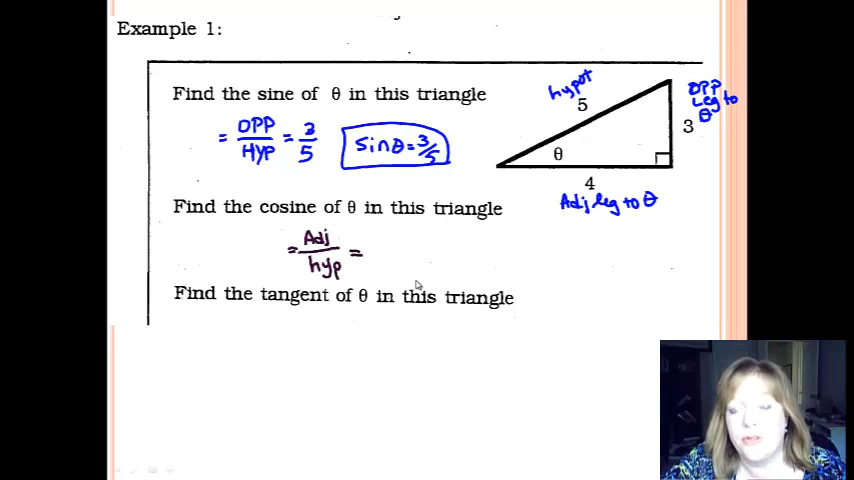 Example 1:
Find the sine of θ in this triangle
= OPP/HYP = 3/5 sinθ=3/5
hypot
5
OPP
Leg to
θ
3
θ
4
Adj leg to θ
Find the cosine of θ in this triangle
= Adj/hyp =
Find the tangent of θ in this triangle